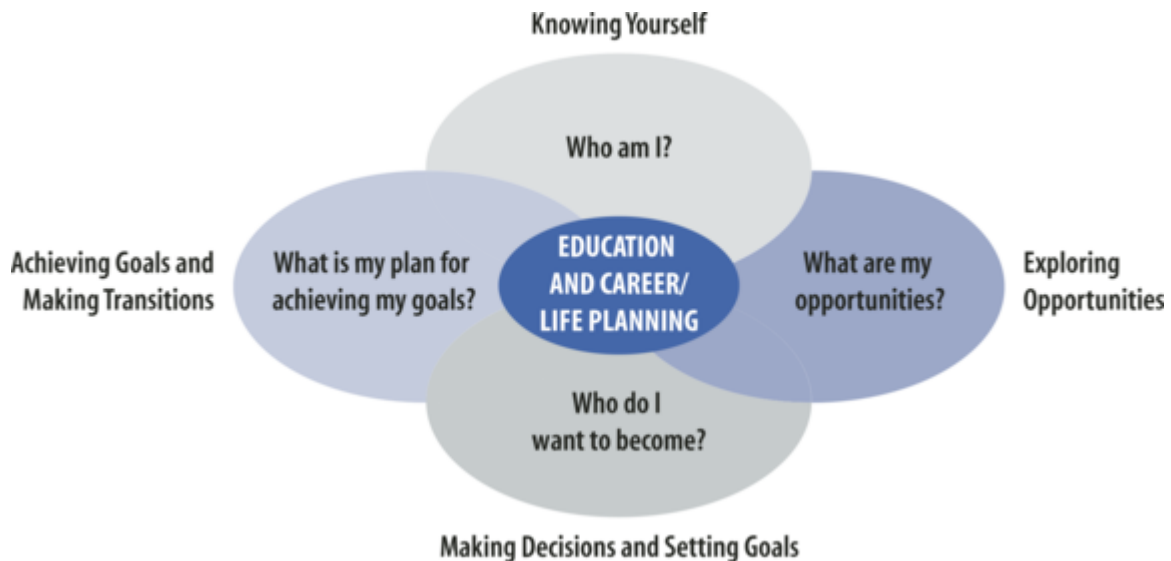 Knowing Yourself
Who am I?
Achieving Goals and
Making Transitions
What is my plan for
achieving my goals?
EDUCATION
AND CAREER/
LIFE PLANNING
What are my
opportunities?
Exploring
Opportunities
Who do I
want to become?
Making Decisions and Setting Goals